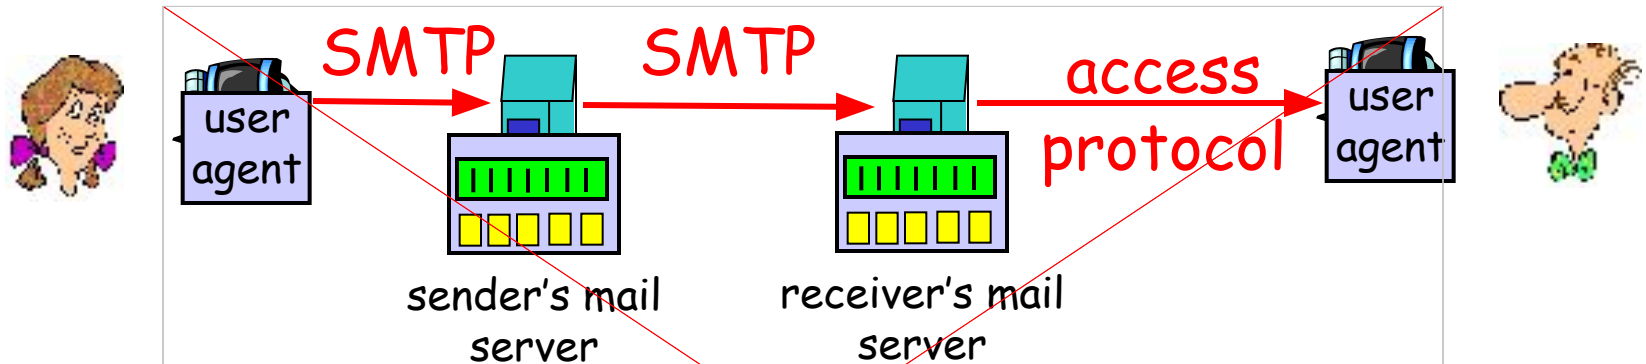 SMTP
SMTP
access
protocol
user
agent
user
agent
sender's mail
server
receiver's mail
server